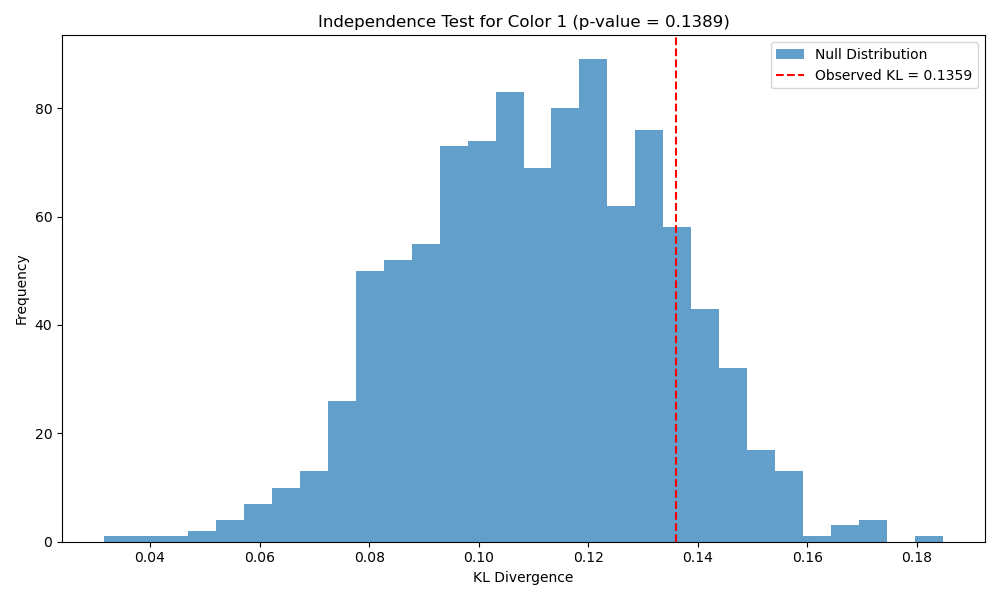 Independence Test for Color 1 (p-value = 0.1389)
Null Distribution
Observed KL = 0.1359
Frequency
80
60
40
20
0
0.04 0.06 0.08 0.10 0.12 0.14 0.16 0.18
KL Divergence